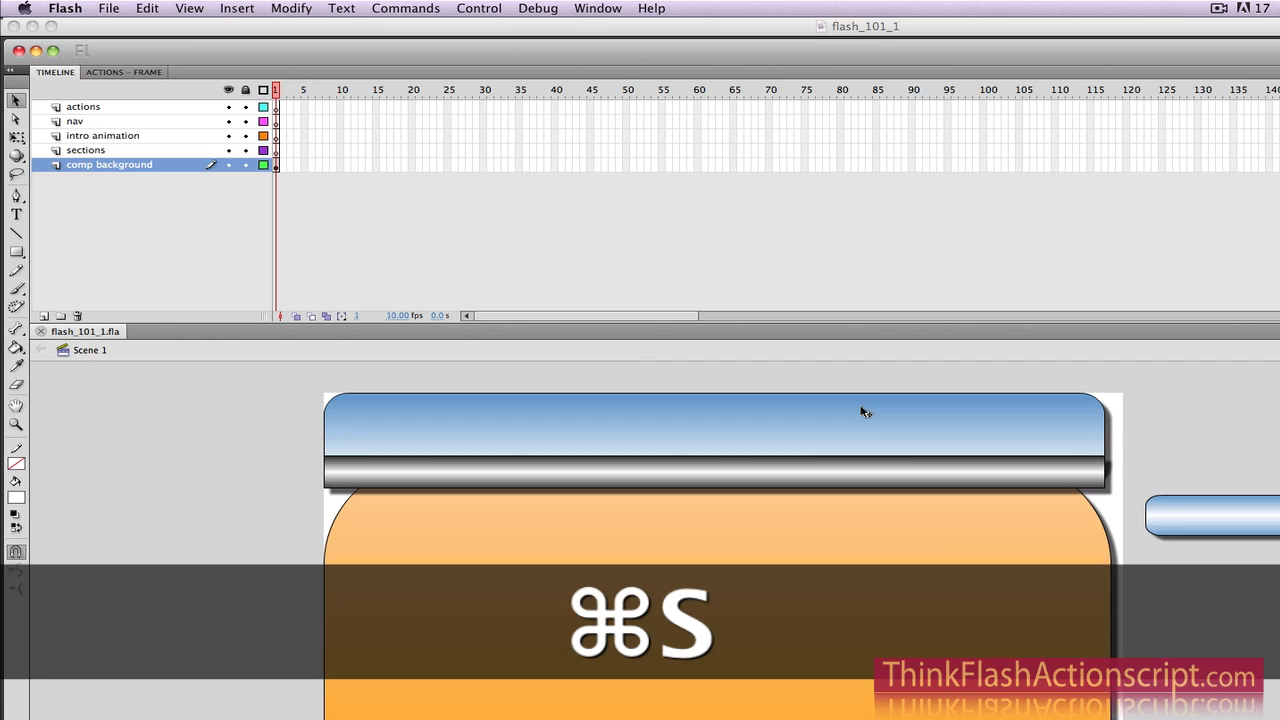 Flash File Edit View Insert Modify Text Commands Control Debug Window Help 17
flash_101_1
Fl
TIMELINE ACTIONS - FRAME
1 5 10 15 20 25 30 35 40 45 50 55 60 65 70 75 80 85 90 95 100 105 110 115 120 125 130 135 140
actions
nav
intro animation
sections
comp background
1 10.00 fps 0.0 s
flash_101_1.fla
Scene 1
⌘S
ThinkFlashActionscript.com